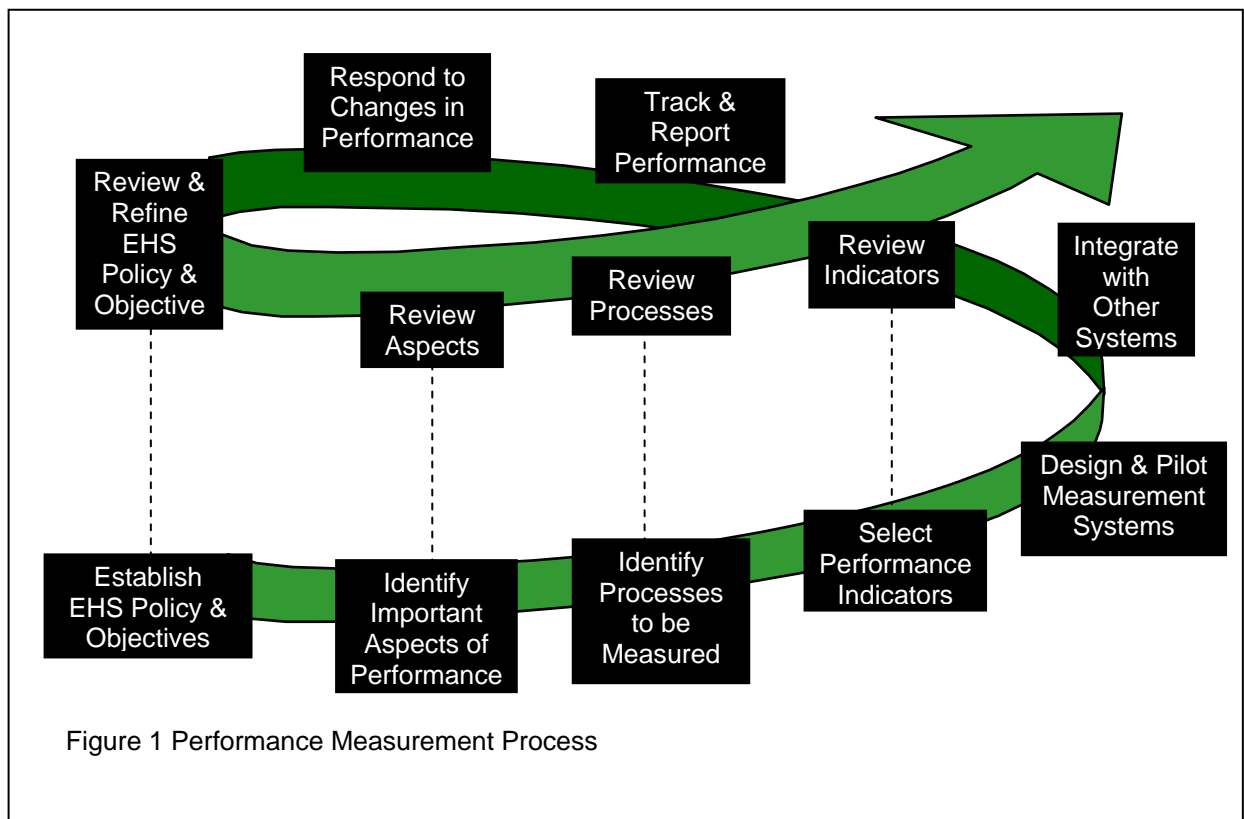 Respond to
Changes in
Performance
Track &
Report
Performance
Review &
Refine
EHS
Policy &
Objective
Review
Aspects
Review
Processes
Review
Indicators
Integrate
with
Other
Systems
Establish
EHS Policy &
Objectives
Identify
Important
Aspects of
Performance
Identify
Processes
to be
Measured
Select
Performance
Indicators
Design & Pilot
Measurement
Systems
Figure 1 Performance Measurement Process